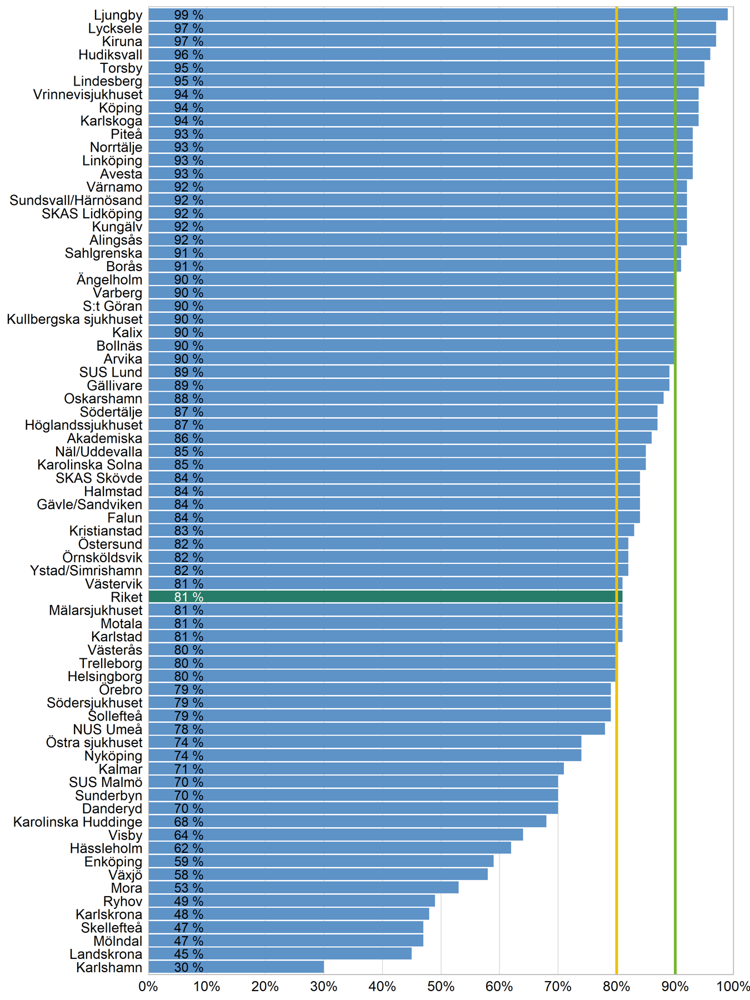 Ljungby 99 %
Lycksele 97 %
Kiruna 97 %
Hudiksvall 96 %
Torsby 95 %
Lindesberg 95 %
Vrinnevisjukhuset 94 %
Köping 94 %
Karlskoga 94 %
Piteå 93 %
Norrtälje 93 %
Linköping 93 %
Avesta 93 %
Värnamo 92 %
Sundsvall/Härnösand 92 %
SKAS Lidköping 92 %
Kungälv 92 %
Alingsås 92 %
Sahlgrenska 91 %
Borås 91 %
Ängelholm 90 %
Varberg 90 %
S:t Göran 90 %
Kullbergska sjukhuset 90 %
Kalix 90 %
Bollnäs 90 %
Arvika 90 %
SUS Lund 89 %
Gällivare 89 %
Oskarshamn 88 %
Södertälje 87 %
Höglandssjukhuset 87 %
Akademiska 86 %
Näl/Uddevalla 85 %
Karolinska Solna 85 %
SKAS Skövde 84 %
Halmstad 84 %
Gävle/Sandviken 84 %
Falun 84 %
Kristianstad 83 %
Östersund 82 %
Örnsköldsvik 82 %
Ystad/Simrishamn 82 %
Västervik 81 %
Riket 81 %
Mälarsjukhuset 81 %
Motala 81 %
Karlstad 81 %
Västerås 80 %
Trelleborg 80 %
Helsingborg 80 %
Örebro 79 %
Södersjukhuset 79 %
Sollefteå 79 %
NUS Umeå 78 %
Östra sjukhuset 74 %
Nyköping 74 %
Kalmar 71 %
SUS Malmö 70 %
Sunderbyn 70 %
Danderyd 70 %
Karolinska Huddinge 68 %
Visby 64 %
Hässleholm 62 %
Enköping 59 %
Växjö 58 %
Mora 53 %
Ryhov 49 %
Karlskrona 48 %
Skellefteå 47 %
Mölndal 47 %
Landskrona 45 %
Karlshamn 30 %
0% 10% 20% 30% 40% 50% 60% 70% 80% 90% 100%